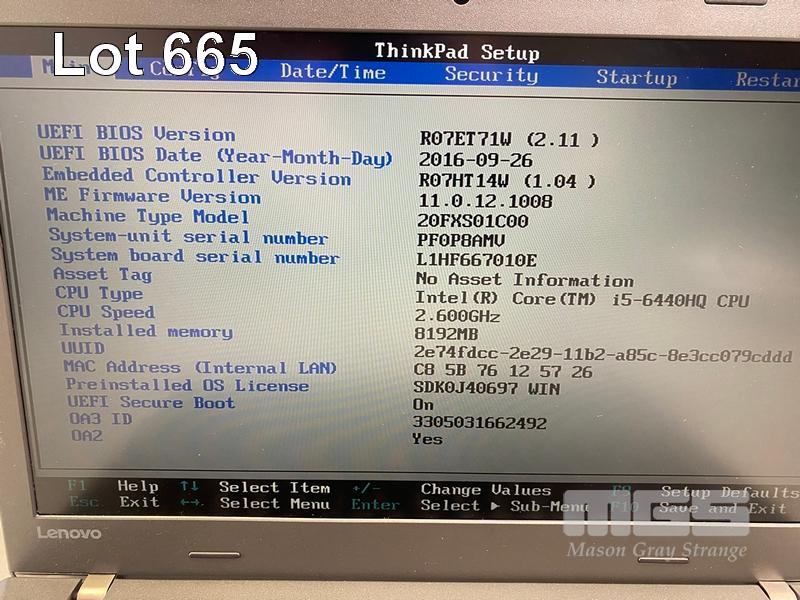 Lot 665
ThinkPad Setup
Main Config Date/Time Security Startup Restar
UEFI BIOS Version R07ET71W (2.11 )
UEFI BIOS Date (Year-Month-Day) 2016-09-26
Embedded Controller Version R07HT14W (1.04 )
ME Firmware Version 11.0.12.1008
Machine Type Model 20FXS01C00
System-unit serial number PF0P8AMV
System board serial number L1HF667010E
Asset Tag No Asset Information
CPU Type Intel(R) Core(TM) i5-6440HQ CPU
CPU Speed 2.600GHz
Installed memory 8192MB
UUID 2e74fdcc-2e29-11b2-a85c-8e3cc079cddd
MAC Address (Internal LAN) C8 5B 76 12 57 26
Preinstalled OS License SDK0J40697 WIN
UEFI Secure Boot On
OA3 ID 3305031662492
OA2 Yes
F1 Help ↑↓ Select Item +/- Change Values F9 Setup Defaults
Esc Exit ←→ Select Menu Enter Select ▶ Sub-Menu F10 Save and Exit
Lenovo
MGS
Mason Gray Strange